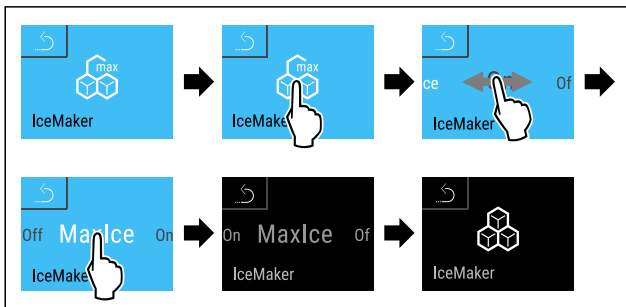 max
IceMaker
max
IceMake
ce Of
IceMaker
Off MaxIce On
IceMake
On MaxIce Of
IceMaker
IceMaker